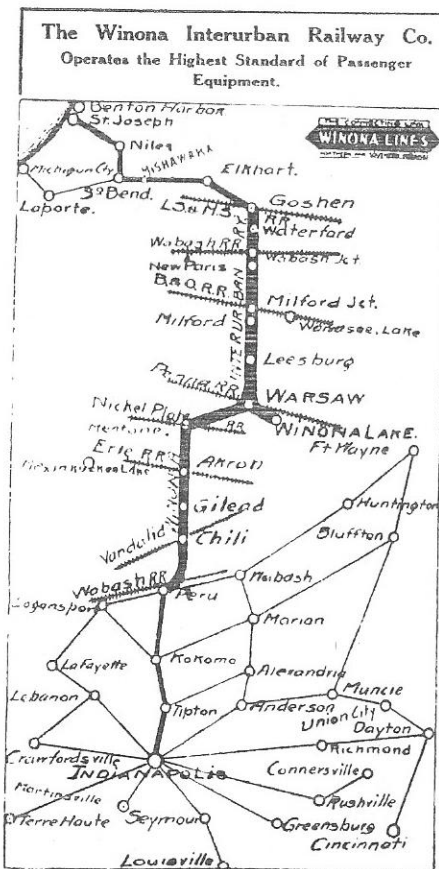 The Winona Interurban Railway Co.
Operates the Highest Standard of Passenger
Equipment.
Benton Harbor
St. Joseph
WINONA LINES
Niles
MISHAWAKA
Elkhart.
Michigan City
So Bend.
Laporte.
Goshen
L.S. & M.S.
RR
Waterford
Wabash RR
Wabash Jct
New Paris
B&O.R.R.
Milford Jct.
Milford
Wawasee, Lake
INTERURBAN RY
Leesburg
WARSAW
Nickel Plate
RR
Mentone
WINONA LAKE.
Ft Wayne
Erie RR
Akron
Huntington
WINONA
Gilead
Bluffton
Vandalia
Chili
Wabash RR
Peru
Wabash
Logansport
Marion
Kokomo
LaFayette
Alexandria
Muncie
Lebanon
Tipton
Anderson
Union City
Dayton
Crawfordsville
Richmond
INDIANAPOLIS
Connersville
Martinsville
Rushville
Terre Haute
Seymour
Greensburg
Cincinnati
Louisville